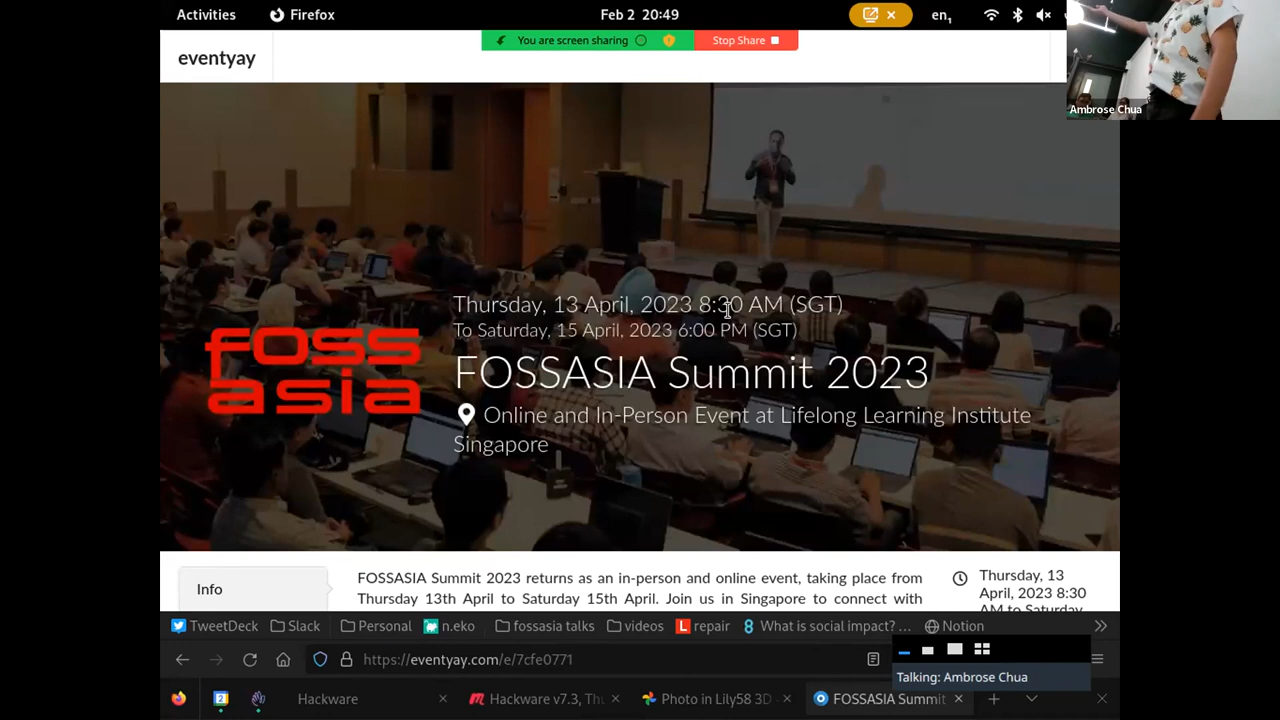 Activities
Firefox
Feb 2 20:49
en₁
You are screen sharing
Stop Share
eventyay
Ambrose Chua
Thursday, 13 April, 2023 8:30 AM (SGT)
To Saturday, 15 April, 2023 6:00 PM (SGT)
foss
asia
FOSSASIA Summit 2023
Online and In-Person Event at Lifelong Learning Institute
Singapore
Info
FOSSASIA Summit 2023 returns as an in-person and online event, taking place from
Thursday 13th April to Saturday 15th April. Join us in Singapore to connect with
Thursday, 13
April, 2023 8:30
AM to Saturday
TweetDeck
Slack
Personal
n.eko
fossasia talks
videos
repair
What is social impact? ...
Notion
https://eventyay.com/e/7cfe0771
Talking: Ambrose Chua
Hackware
Hackware v7.3, Thu
Photo in Lily58 3D
FOSSASIA Summit